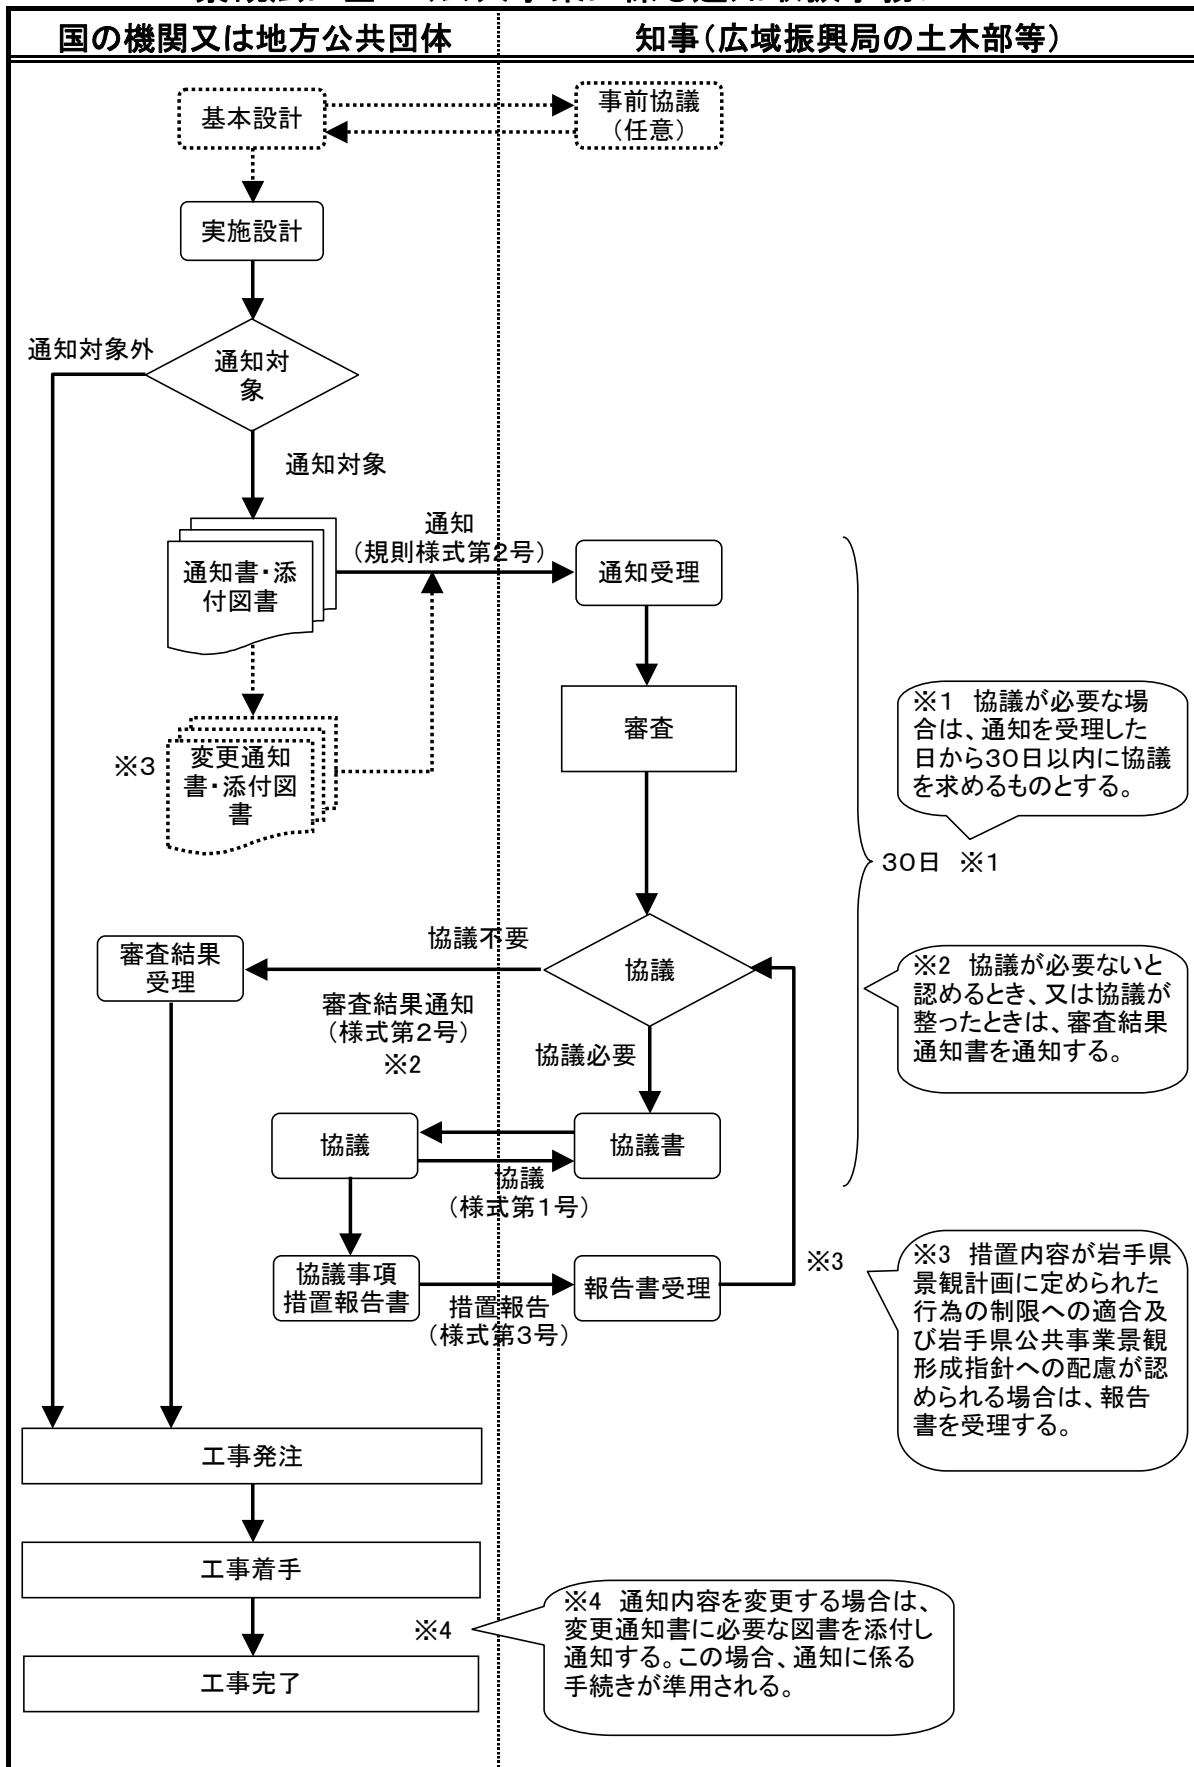 国の機関又は地方公共団体
知事（広域振興局の土木部等）
基本設計
事前協議
（任意）
実施設計
通知対象外
通知対
象
通知対象
通知
（規則様式第2号）
通知書・添
付図書
通知受理
審査
※3
変更通知
書・添付図
書
※1　協議が必要な場
合は、通知を受理した
日から30日以内に協議
を求めるものとする。
30日　※1
協議不要
審査結果
受理
協議
審査結果通知
（様式第2号）
※2
協議必要
※2　協議が必要ないと
認めるとき、又は協議が
整ったときは、審査結果
通知書を通知する。
協議
協議書
協議
（様式第1号）
協議事項
措置報告書
措置報告
（様式第3号）
報告書受理
※3
※3　措置内容が岩手県
景観計画に定められた
行為の制限への適合及
び岩手県公共事業景観
形成指針への配慮が認
められる場合は、報告
書を受理する。
工事発注
工事着手
※4
※4　通知内容を変更する場合は、
変更通知書に必要な図書を添付し
通知する。この場合、通知に係る
手続きが準用される。
工事完了